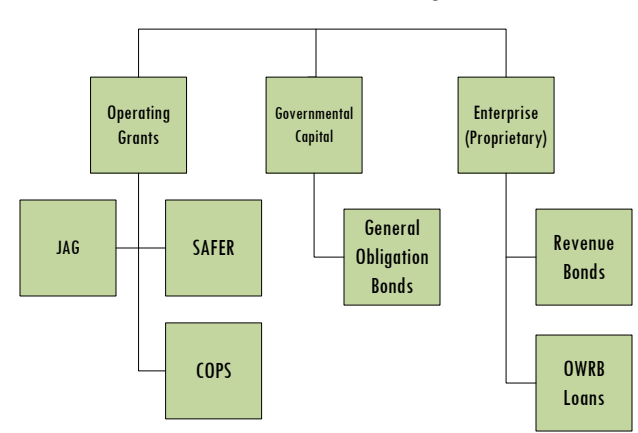 Operating
Grants
Governmental
Capital
Enterprise
(Proprietary)
JAG
SAFER
General
Obligation
Bonds
Revenue
Bonds
COPS
OWRB
Loans